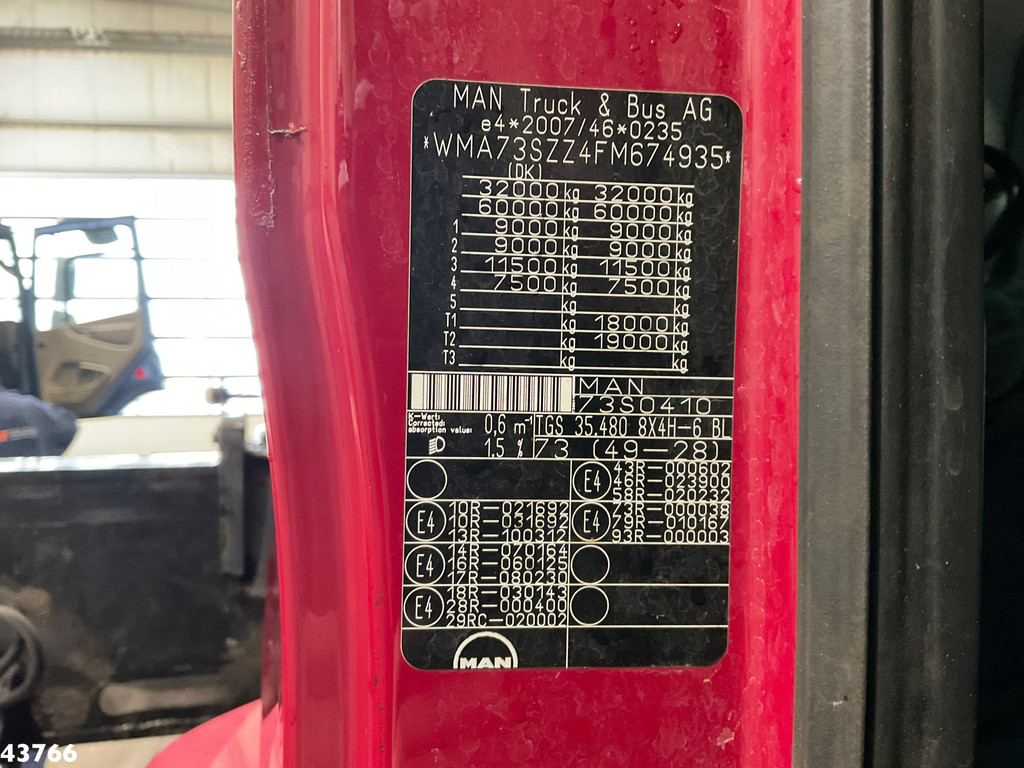 MAN Truck & Bus AG
e4*2007/46*0235
*WMA73SZZ4FM674935*
(DK)
32000 kg 32000 kg
60000 kg 60000 kg
1 9000 kg 9000 kg
2 9000 kg 9000 kg
3 11500 kg 11500 kg
4 7500 kg 7500 kg
5 kg kg
T1 kg 18000 kg
T2 kg 19000 kg
T3 kg kg
MAN
73S0410
K-Wert:
Corrected
absorption value: 0,6 m⁻¹ TGS 35.480 8X4H-6 BL
1.5 % 73 (49-28)
E4 43R-000602
46R-023900
58R-020232
E4 10R-021692
10R-031692
13R-100312
E4 73R-000038
79R-010167
93R-000003
E4 14R-070164
16R-060125
17R-080230
E4 18R-030143
28R-000400
29RC-020002
MAN
43766